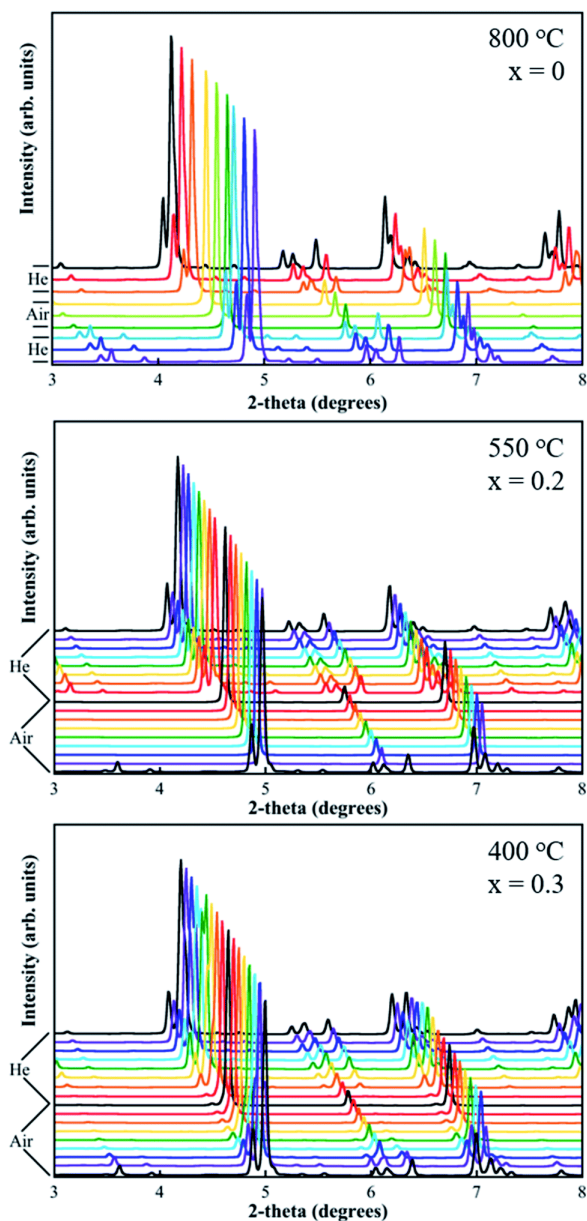 800 °C
x = 0
Intensity (arb. units)
He
Air
He
3 4 5 6 7 8
2-theta (degrees)
550 °C
x = 0.2
Intensity (arb. units)
He
Air
3 4 5 6 7 8
2-theta (degrees)
400 °C
x = 0.3
Intensity (arb. units)
He
Air
3 4 5 6 7 8
2-theta (degrees)